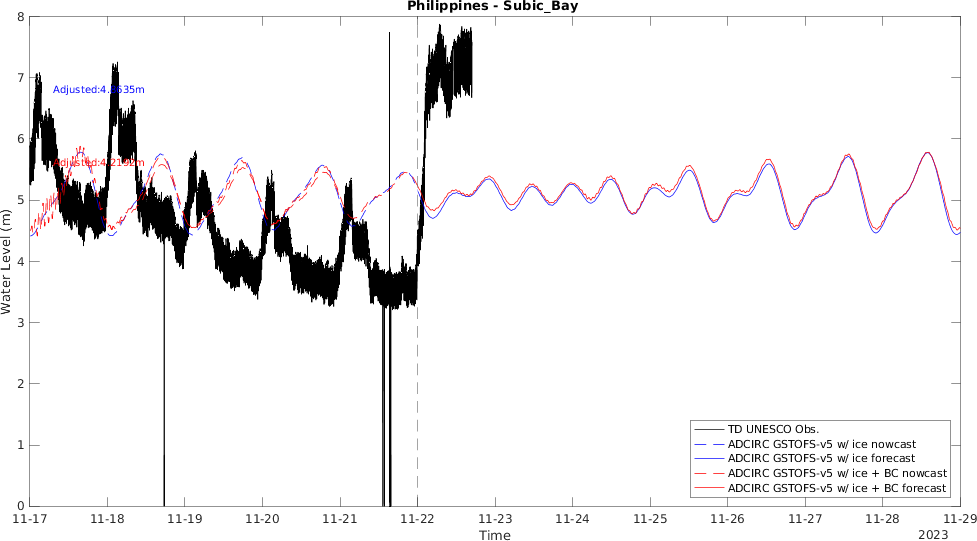 Philippines - Subic_Bay
8
7
6
5
4
3
2
1
0
Water Level (m)
Adjusted:4.
Adjusted:4.
TD UNESCO Obs.
ADCIRC GSTOFS-v5 w/ ice nowcast
ADCIRC GSTOFS-v5 w/ ice forecast
ADCIRC GSTOFS-v5 w/ ice + BC nowcast
ADCIRC GSTOFS-v5 w/ ice + BC forecast
11-17 11-18 11-19 11-20 11-21 11-22 11-23 11-24 11-25 11-26 11-27 11-28 11-29
Time
2023